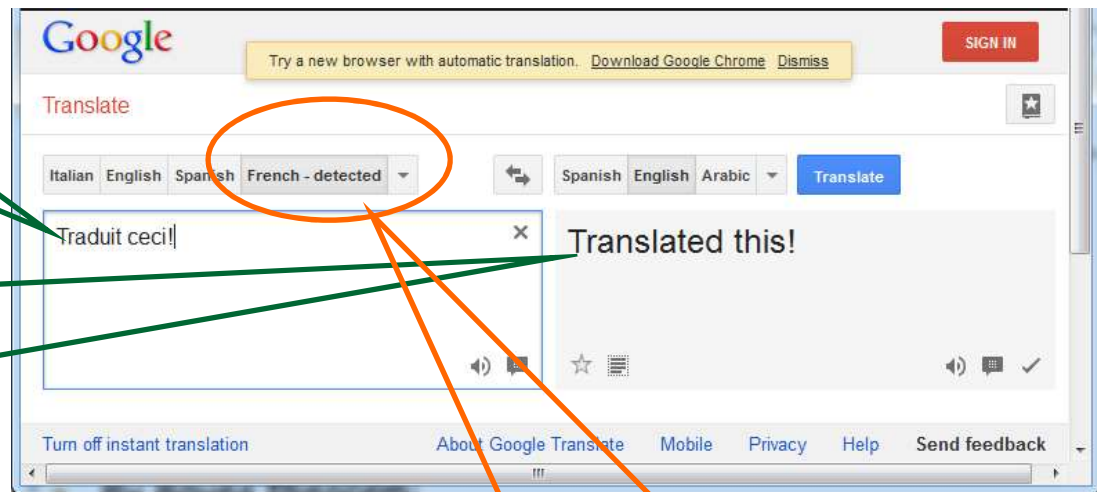 Google
SIGN IN
Try a new browser with automatic translation. Download Google Chrome Dismiss
Translate
Italian English Spanish French - detected Spanish English Arabic Translate
Traduit ceci!
Translated this!
Turn off instant translation About Google Translate Mobile Privacy Help Send feedback